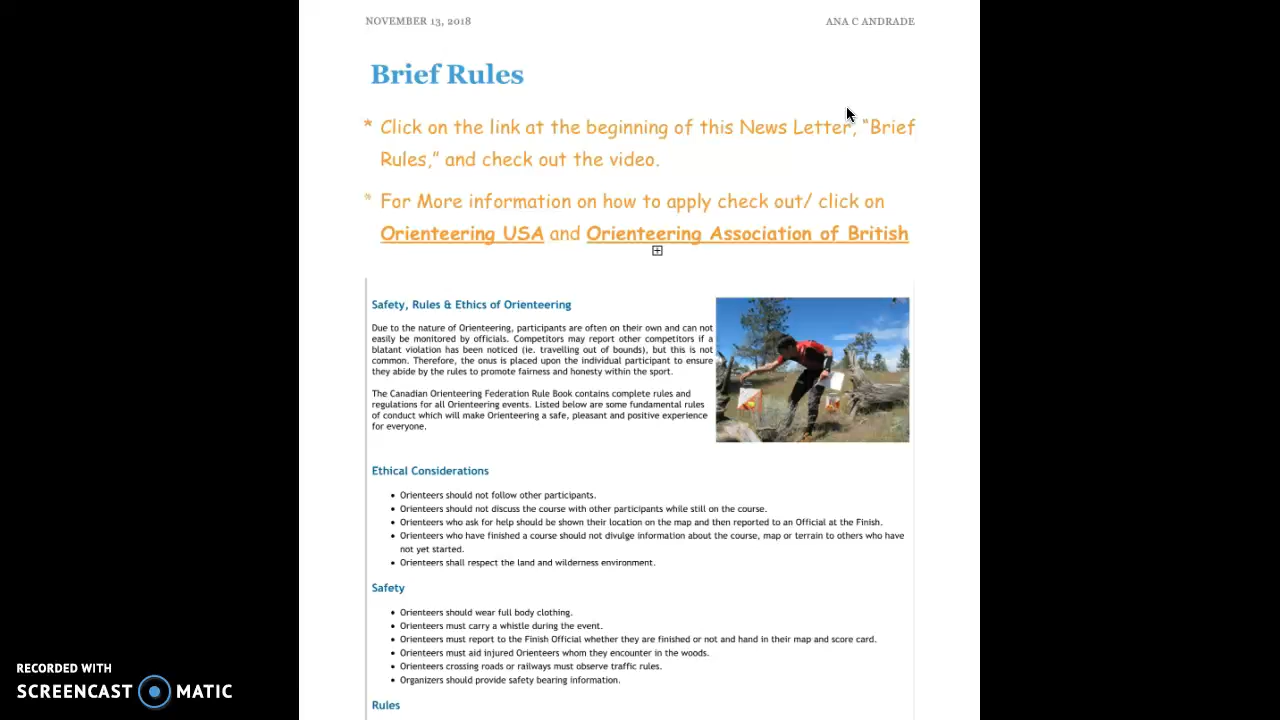 NOVEMBER 13, 2018 ANA C ANDRADE
Brief Rules
* Click on the link at the beginning of this News Letter, “Brief
Rules,” and check out the video.
* For More information on how to apply check out/ click on
Orienteering USA and Orienteering Association of British
Safety, Rules & Ethics of Orienteering
Due to the nature of Orienteering, participants are often on their own and can not
easily be monitored by officials. Competitors may report other competitors if a
blatant violation has been noticed (ie. travelling out of bounds), but this is not
common. Therefore, the onus is placed upon the individual participant to ensure
they abide by the rules to promote fairness and honesty within the sport.
The Canadian Orienteering Federation Rule Book contains complete rules and
regulations for all Orienteering events. Listed below are some fundamental rules
of conduct which will make Orienteering a safe, pleasant and positive experience
for everyone.
Ethical Considerations
• Orienteers should not follow other participants.
• Orienteers should not discuss the course with other participants while still on the course.
• Orienteers who ask for help should be shown their location on the map and then reported to an Official at the Finish.
• Orienteers who have finished a course should not divulge information about the course, map or terrain to others who have
not yet started.
• Orienteers shall respect the land and wilderness environment.
Safety
• Orienteers should wear full body clothing.
• Orienteers must carry a whistle during the event.
• Orienteers must report to the Finish Official whether they are finished or not and hand in their map and score card.
• Orienteers must aid injured Orienteers whom they encounter in the woods.
• Orienteers crossing roads or railways must observe traffic rules.
• Organizers should provide safety bearing information.
Rules
RECORDED WITH
SCREENCAST MATIC